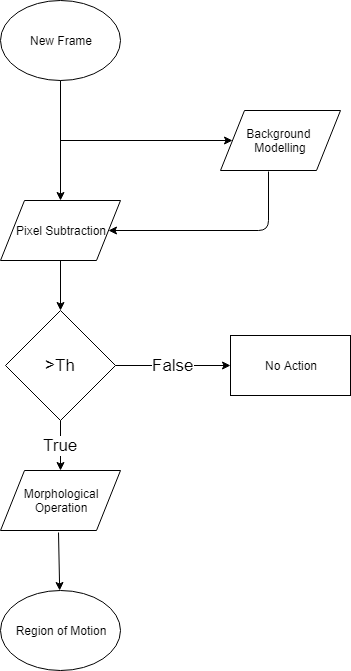 New Frame
Background
Modelling
Pixel Subtraction
>Th
False
No Action
True
Morphological
Operation
Region of Motion